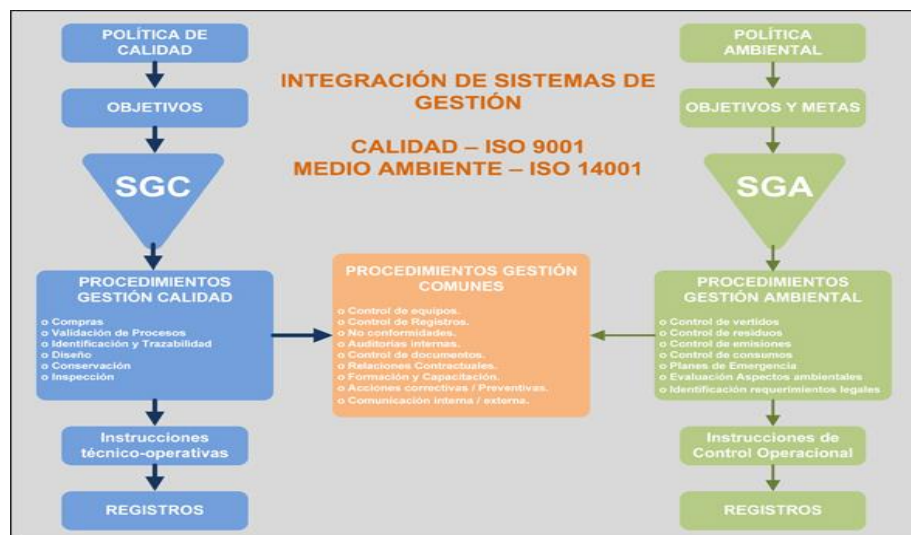 POLÍTICA DE
CALIDAD
OBJETIVOS
SGC
PROCEDIMIENTOS
GESTIÓN CALIDAD
o Compras
o Validación de Procesos
o Identificación y Trazabilidad
o Diseño
o Conservación
o Inspección
Instrucciones
técnico-operativas
REGISTROS
INTEGRACIÓN DE SISTEMAS DE
GESTIÓN
CALIDAD – ISO 9001
MEDIO AMBIENTE – ISO 14001
PROCEDIMIENTOS GESTIÓN
COMUNES
o Control de equipos.
o Control de Registros.
o No conformidades.
o Auditorias internas.
o Control de documentos.
o Relaciones Contractuales.
o Formación y Capacitación.
o Acciones correctivas / Preventivas.
o Comunicación interna / externa.
POLÍTICA
AMBIENTAL
OBJETIVOS Y METAS
SGA
PROCEDIMIENTOS
GESTIÓN AMBIENTAL
o Control de vertidos
o Control de residuos
o Control de emisiones
o Control de consumos
o Planes de Emergencia
o Evaluación Aspectos ambientales
o Identificación requerimientos legales
Instrucciones de
Control Operacional
REGISTROS